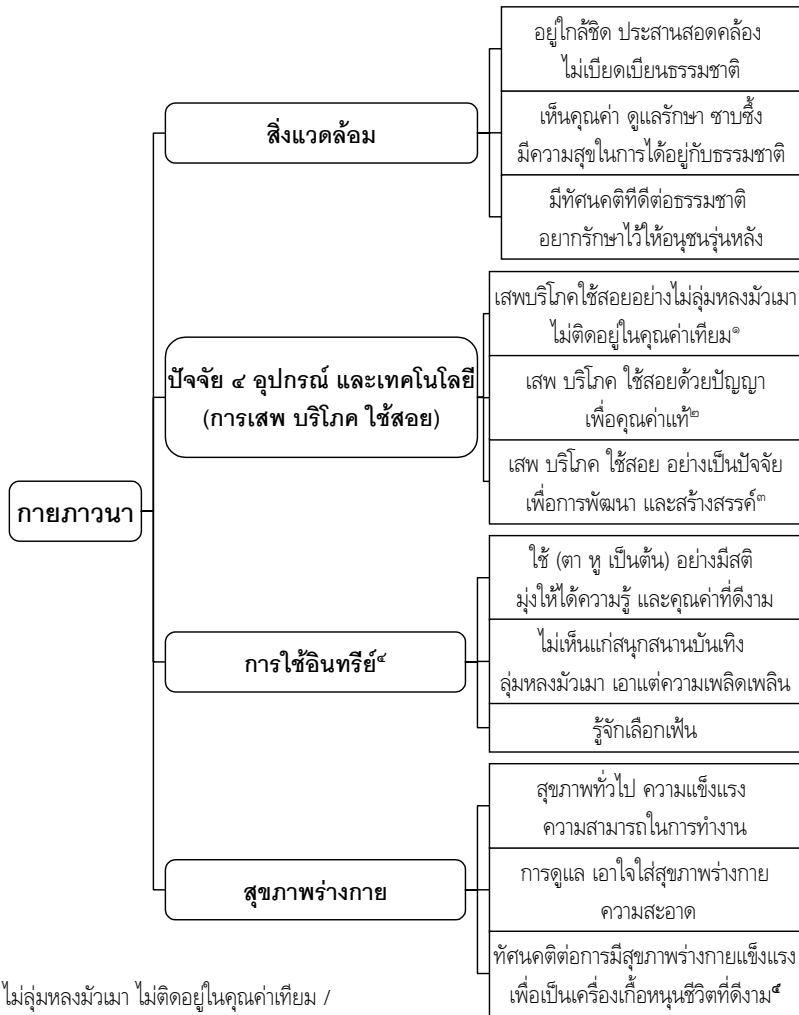 กายภาวนา
สิ่งแวดล้อม
อยู่ใกล้ชิด ประสานสอดคล้อง
ไม่เบียดเบียนธรรมชาติ
เห็นคุณค่า ดูแลรักษา ซาบซึ้ง
มีความสุขในการได้อยู่กับธรรมชาติ
มีทัศนคติที่ดีต่อธรรมชาติ
อยากรักษาไว้ให้อนุชนรุ่นหลัง
ปัจจัย ๔ อุปกรณ์ และเทคโนโลยี
(การเสพ บริโภค ใช้สอย)
เสพบริโภคใช้สอยอย่างไม่ลุ่มหลงมัวเมา
ไม่ติดอยู่ในคุณค่าเทียม๑
เสพ บริโภค ใช้สอยด้วยปัญญา
เพื่อคุณค่าแท้๒
เสพ บริโภค ใช้สอย อย่างเป็นปัจจัย
เพื่อการพัฒนา และสร้างสรรค์๓
การใช้อินทรีย์๔
ใช้ (ตา หู เป็นต้น) อย่างมีสติ
มุ่งให้ได้ความรู้ และคุณค่าที่ดีงาม
ไม่เห็นแก่สนุกสนานบันเทิง
ลุ่มหลงมัวเมา เอาแต่ความเพลิดเพลิน
รู้จักเลือกเฟ้น
สุขภาพร่างกาย
สุขภาพทั่วไป ความแข็งแรง
ความสามารถในการทำงาน
การดูแล เอาใจใส่สุขภาพร่างกาย
ความสะอาด
ทัศนคติต่อการมีสุขภาพร่างกายแข็งแรง
เพื่อเป็นเครื่องเกื้อหนุนชีวิตที่ดีงาม๕
ไม่ลุ่มหลงมัวเมา ไม่ติดอยู่ในคุณค่าเทียม /